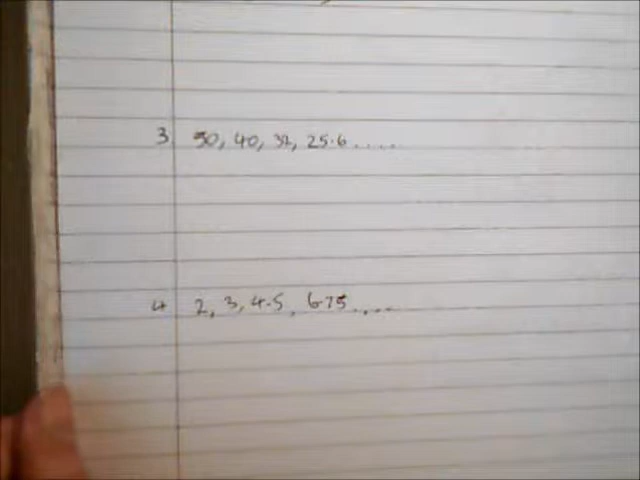 3 50, 40, 32, 25.6 ....
4 2, 3, 4.5, 6.75 .,..